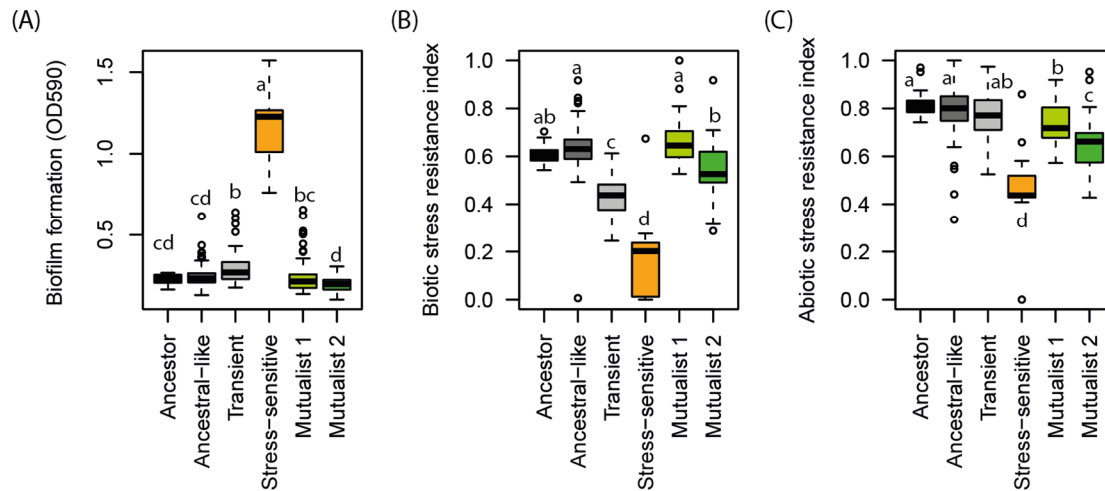 (A)
Biofilm formation (OD590)
1.5
1.0
0.5
cd
cd
b
a
bc
d
Ancestor
Ancestral-like
Transient
Stress-sensitive
Mutualist 1
Mutualist 2
(B)
Biotic stress resistance index
1.0
0.8
0.6
0.4
0.2
0.0
ab
a
c
d
a
b
Ancestor
Ancestral-like
Transient
Stress-sensitive
Mutualist 1
Mutualist 2
(C)
Abiotic stress resistance index
1.0
0.8
0.6
0.4
0.2
0.0
a
a
ab
d
b
c
Ancestor
Ancestral-like
Transient
Stress-sensitive
Mutualist 1
Mutualist 2